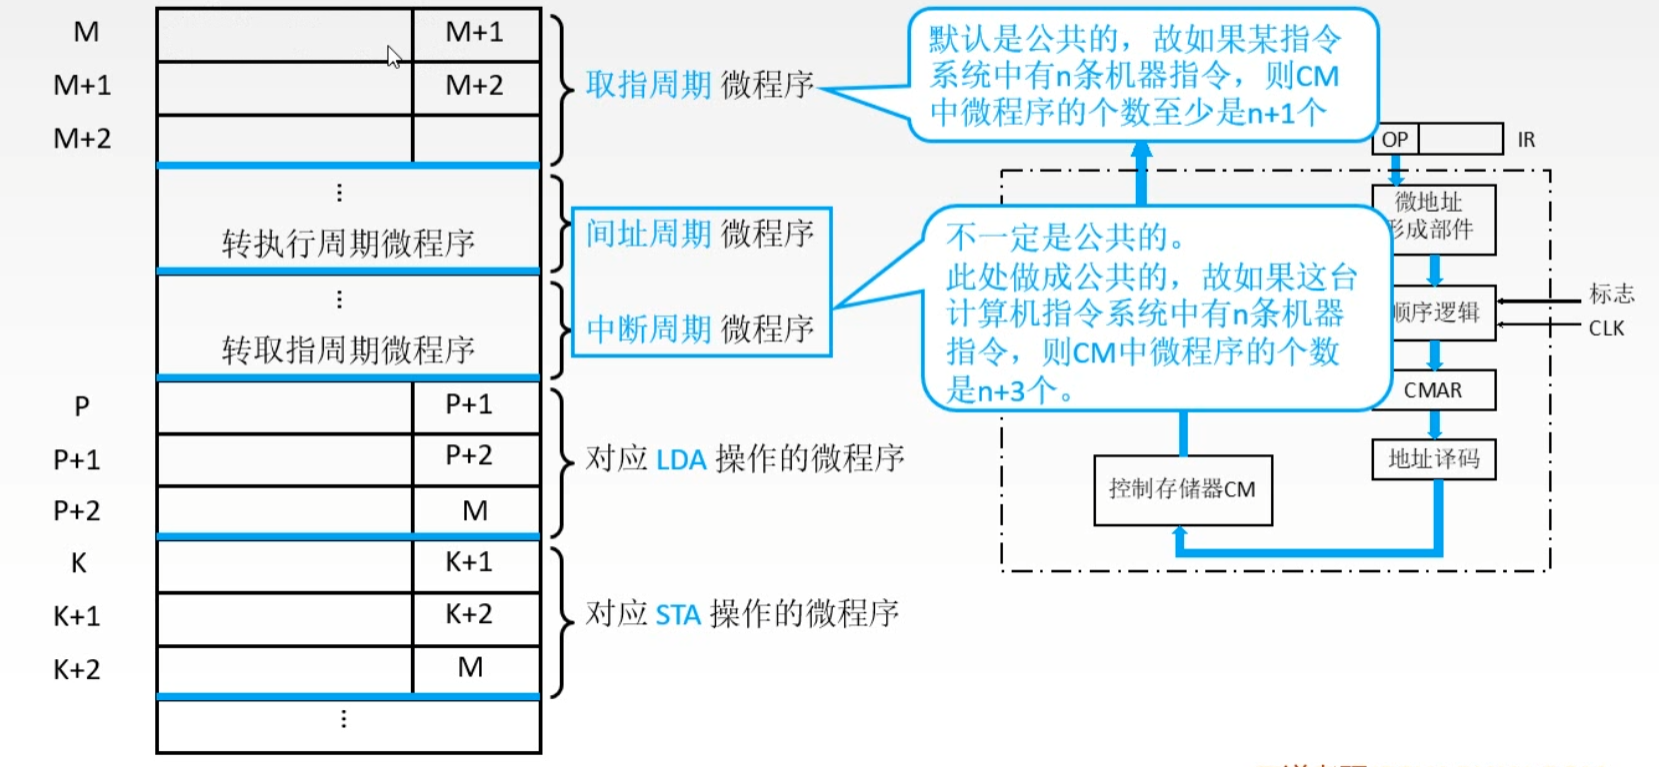 M
M+1
M+1
M+2
M+2
取指周期 微程序
⋮
转执行周期微程序
间址周期 微程序
⋮
转取指周期微程序
中断周期 微程序
P
P+1
P+1
P+2
P+2
M
对应 LDA 操作的微程序
K
K+1
K+1
K+2
K+2
M
对应 STA 操作的微程序
⋮
默认是公共的，故如果某指令
系统中有n条机器指令，则CM
中微程序的个数至少是n+1个
不一定是公共的。
此处做成公共的，故如果这台
计算机指令系统中有n条机器
指令，则CM中微程序的个数
是n+3个。
OP
IR
微地址
形成部件
顺序逻辑
标志
CLK
CMAR
地址译码
控制存储器CM